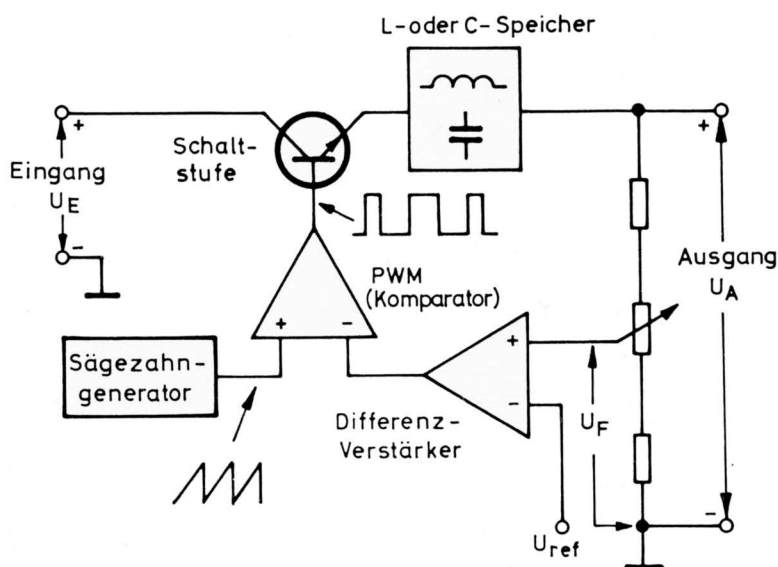 L-oder C-Speicher
+
Schalt-
stufe
+
Eingang
U_E
-
PWM
(Komparator)
+ -
Ausgang
U_A
Sägezahn-
generator
+
-
Differenz-
Verstärker
U_F
U_ref
-